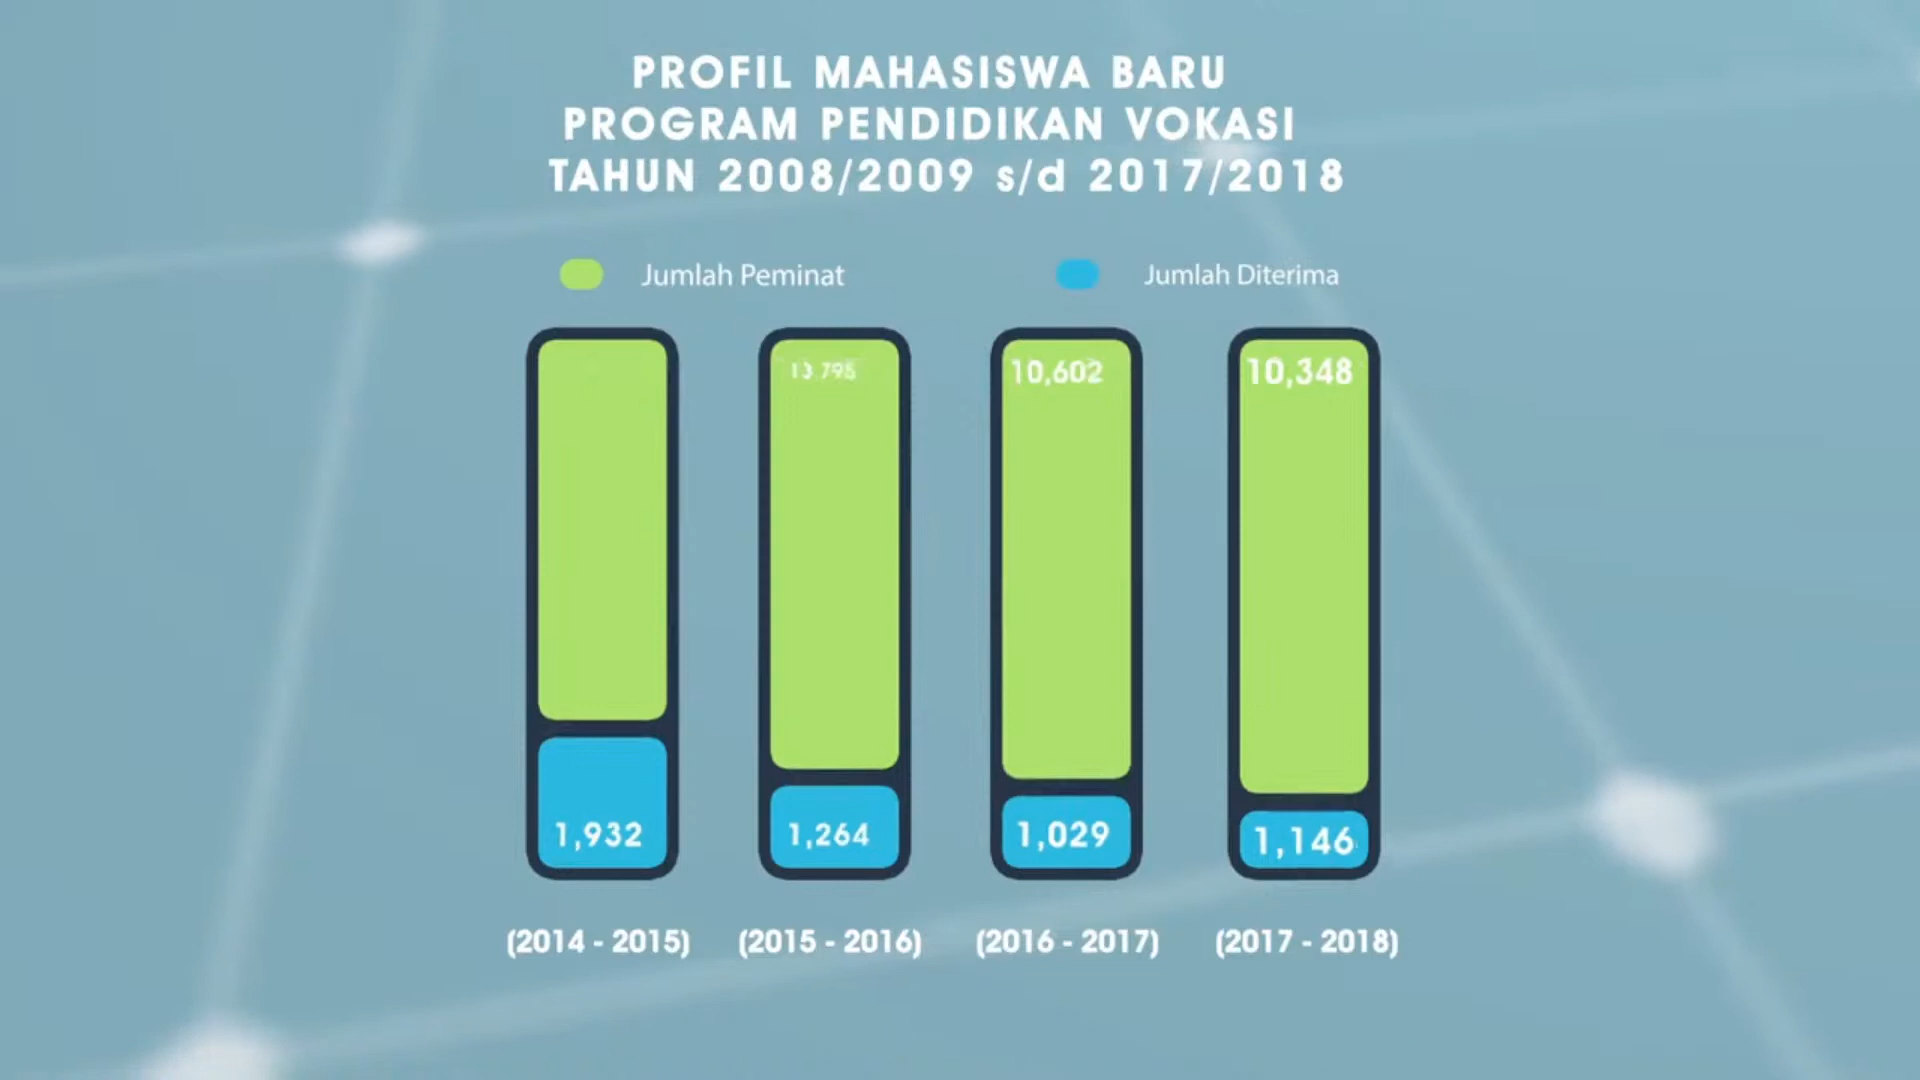 PROFIL MAHASISWA BARU
PROGRAM PENDIDIKAN VOKASI
TAHUN 2008/2009 s/d 2017/2018
Jumlah Peminat
Jumlah Diterima
10,602
10,348
1,932
1,264
1,029
1,146
(2014 - 2015)
(2015 - 2016)
(2016 - 2017)
(2017 - 2018)